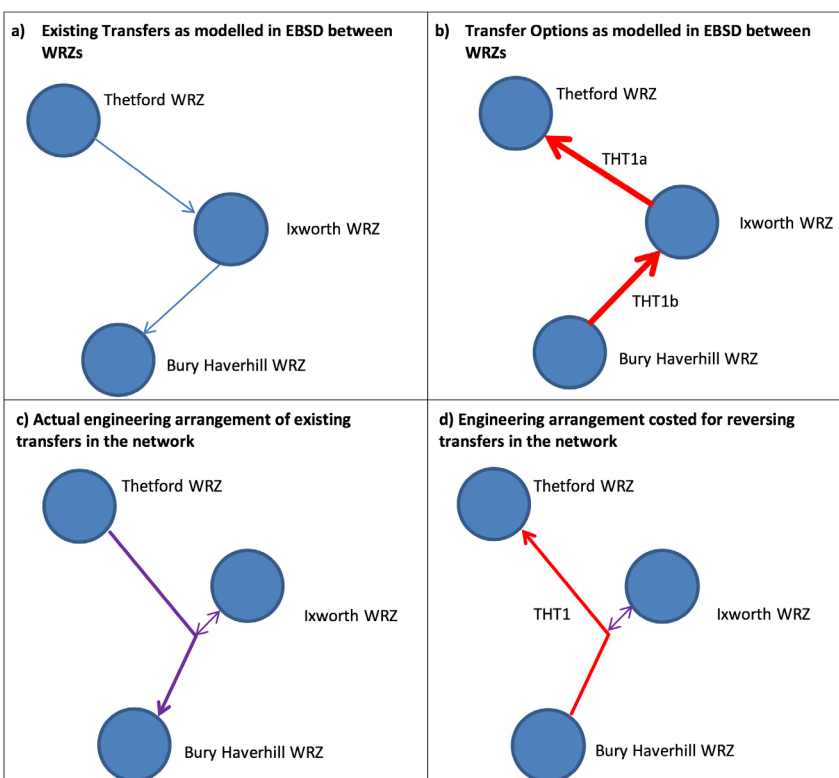 a) Existing Transfers as modelled in EBSD between
WRZs
Thetford WRZ
Ixworth WRZ
Bury Haverhill WRZ
b) Transfer Options as modelled in EBSD between
WRZs
Thetford WRZ
THT1a
Ixworth WRZ
THT1b
Bury Haverhill WRZ
c) Actual engineering arrangement of existing
transfers in the network
Thetford WRZ
Ixworth WRZ
Bury Haverhill WRZ
d) Engineering arrangement costed for reversing
transfers in the network
Thetford WRZ
THT1
Ixworth WRZ
Bury Haverhill WRZ